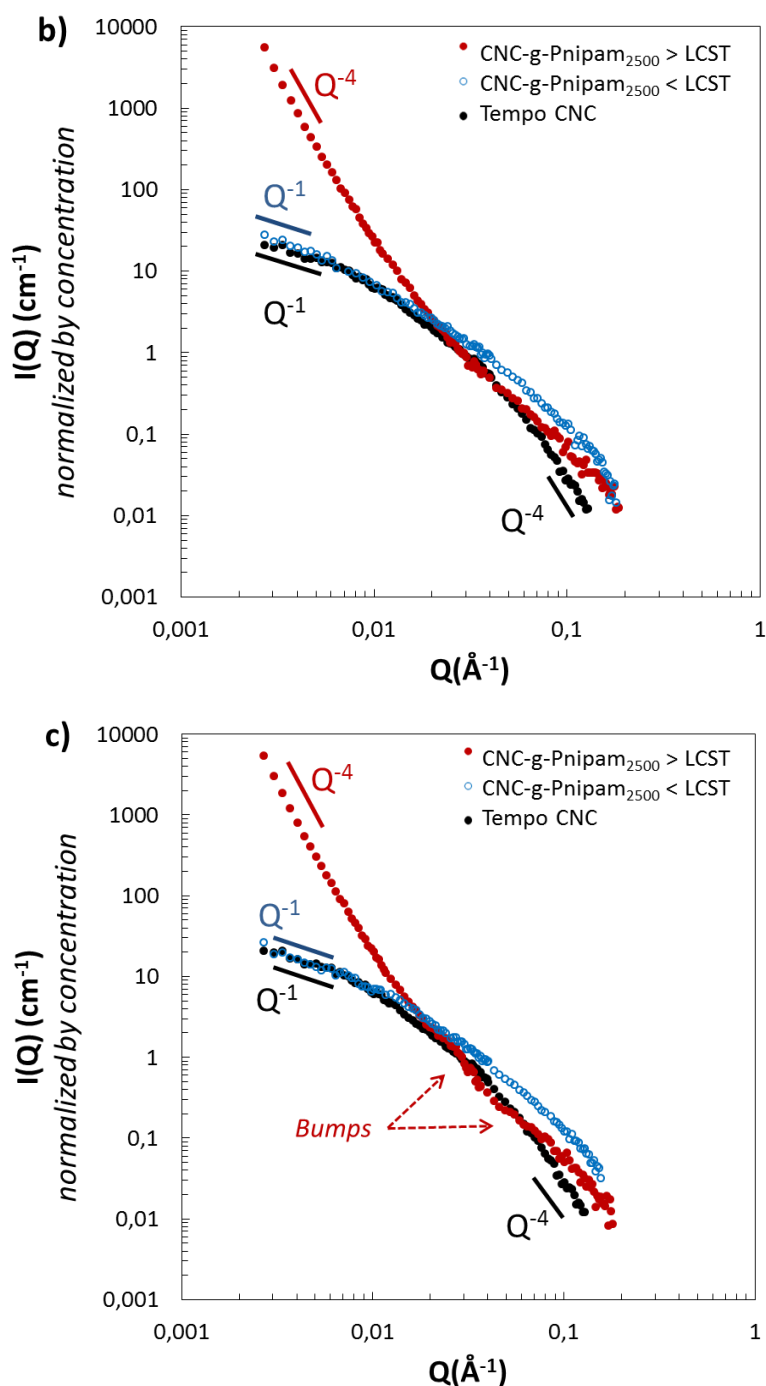 b)
10000
1000
100
10
1
0,1
0,01
0,001
I(Q) (cm⁻¹)
normalized by concentration
CNC-g-Pnipam₂₅₀₀ > LCST
CNC-g-Pnipam₂₅₀₀ < LCST
Tempo CNC
Q⁻⁴
Q⁻¹
Q⁻¹
Q⁻⁴
0,001
0,01
0,1
1
Q(Å⁻¹)
c)
10000
1000
100
10
1
0,1
0,01
0,001
I(Q) (cm⁻¹)
normalized by concentration
CNC-g-Pnipam₂₅₀₀ > LCST
CNC-g-Pnipam₂₅₀₀ < LCST
Tempo CNC
Q⁻⁴
Q⁻¹
Q⁻¹
Bumps
Q⁻⁴
0,001
0,01
0,1
1
Q(Å⁻¹)